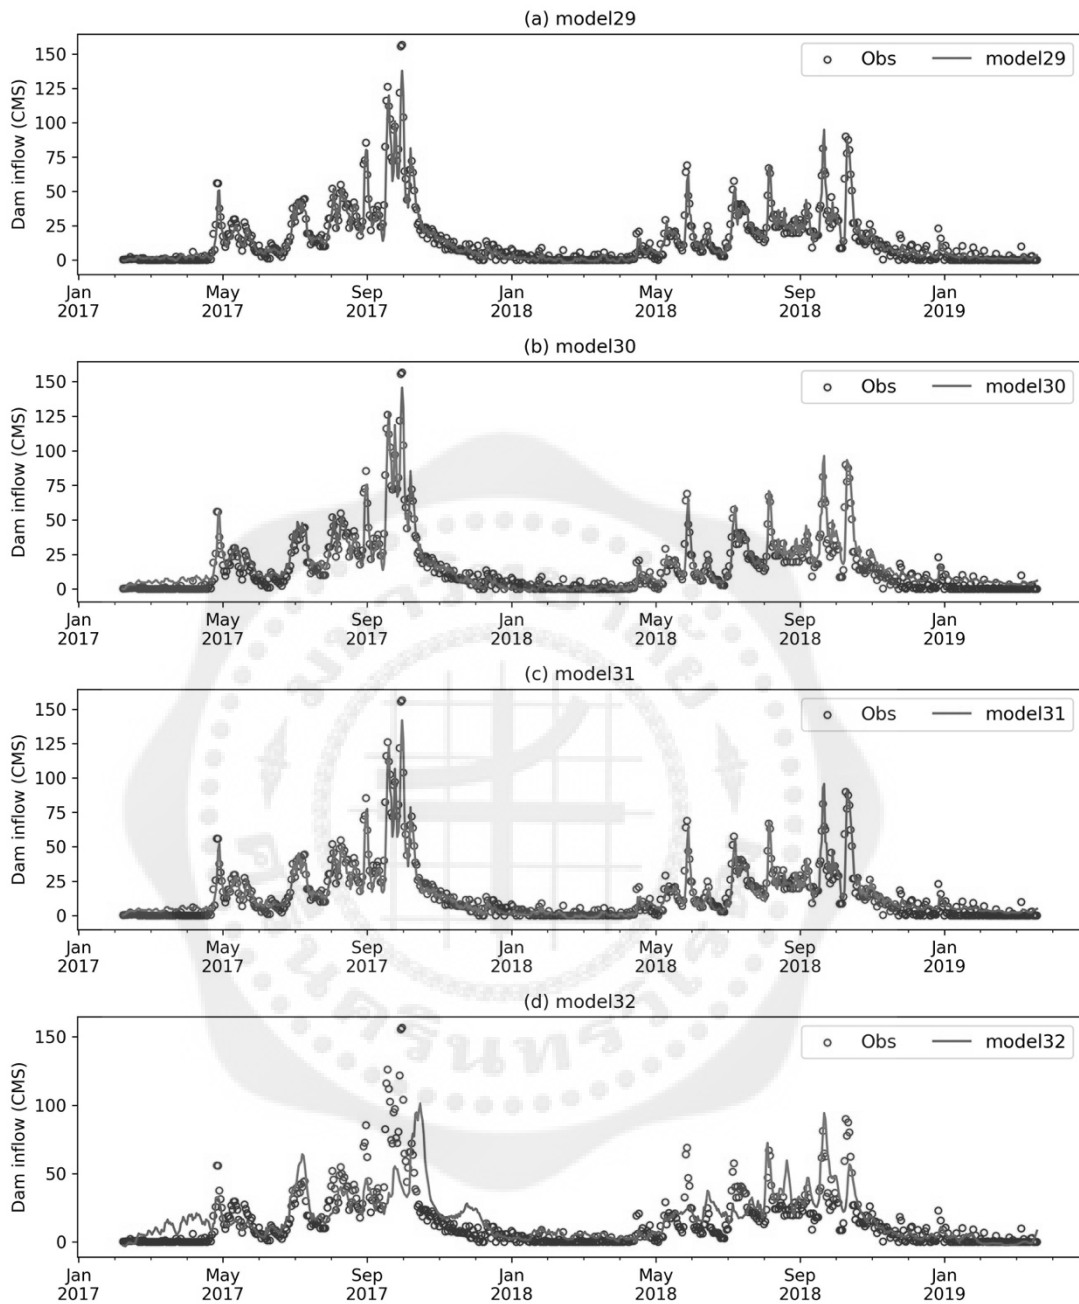 (a) model29
Dam inflow (CMS)
150
125
100
75
50
25
0
Obs
model29
Jan
2017
May
2017
Sep
2017
Jan
2018
May
2018
Sep
2018
Jan
2019
(b) model30
Dam inflow (CMS)
150
125
100
75
50
25
0
Obs
model30
Jan
2017
May
2017
Sep
2017
Jan
2018
May
2018
Sep
2018
Jan
2019
(c) model31
Dam inflow (CMS)
150
125
100
75
50
25
0
Obs
model31
Jan
2017
May
2017
Sep
2017
Jan
2018
May
2018
Sep
2018
Jan
2019
(d) model32
Dam inflow (CMS)
150
100
50
0
Obs
model32
Jan
2017
May
2017
Sep
2017
Jan
2018
May
2018
Sep
2018
Jan
2019